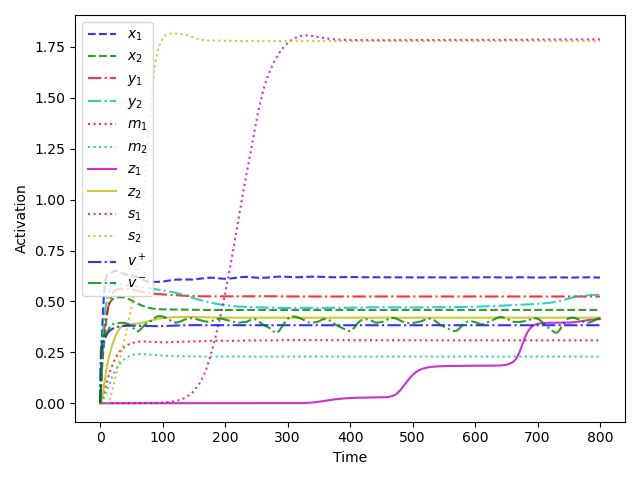 1.75
1.50
1.25
1.00
0.75
0.50
0.25
0.00
Activation
x₁
x₂
y₁
y₂
m₁
m₂
z₁
z₂
s₁
s₂
v⁺
v⁻
0 100 200 300 400 500 600 700 800
Time